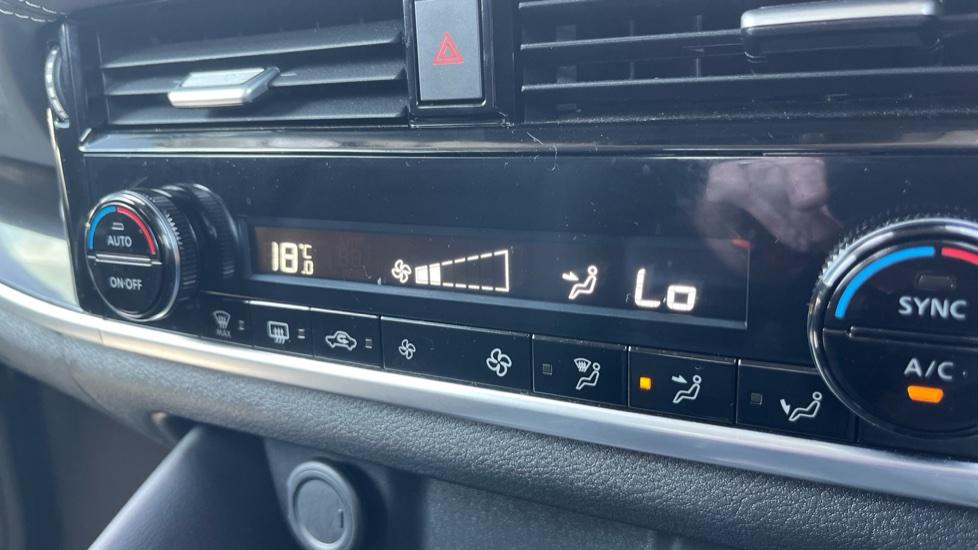 AUTO
ON·OFF
18.0°C
Lo
MAX
SYNC
A/C